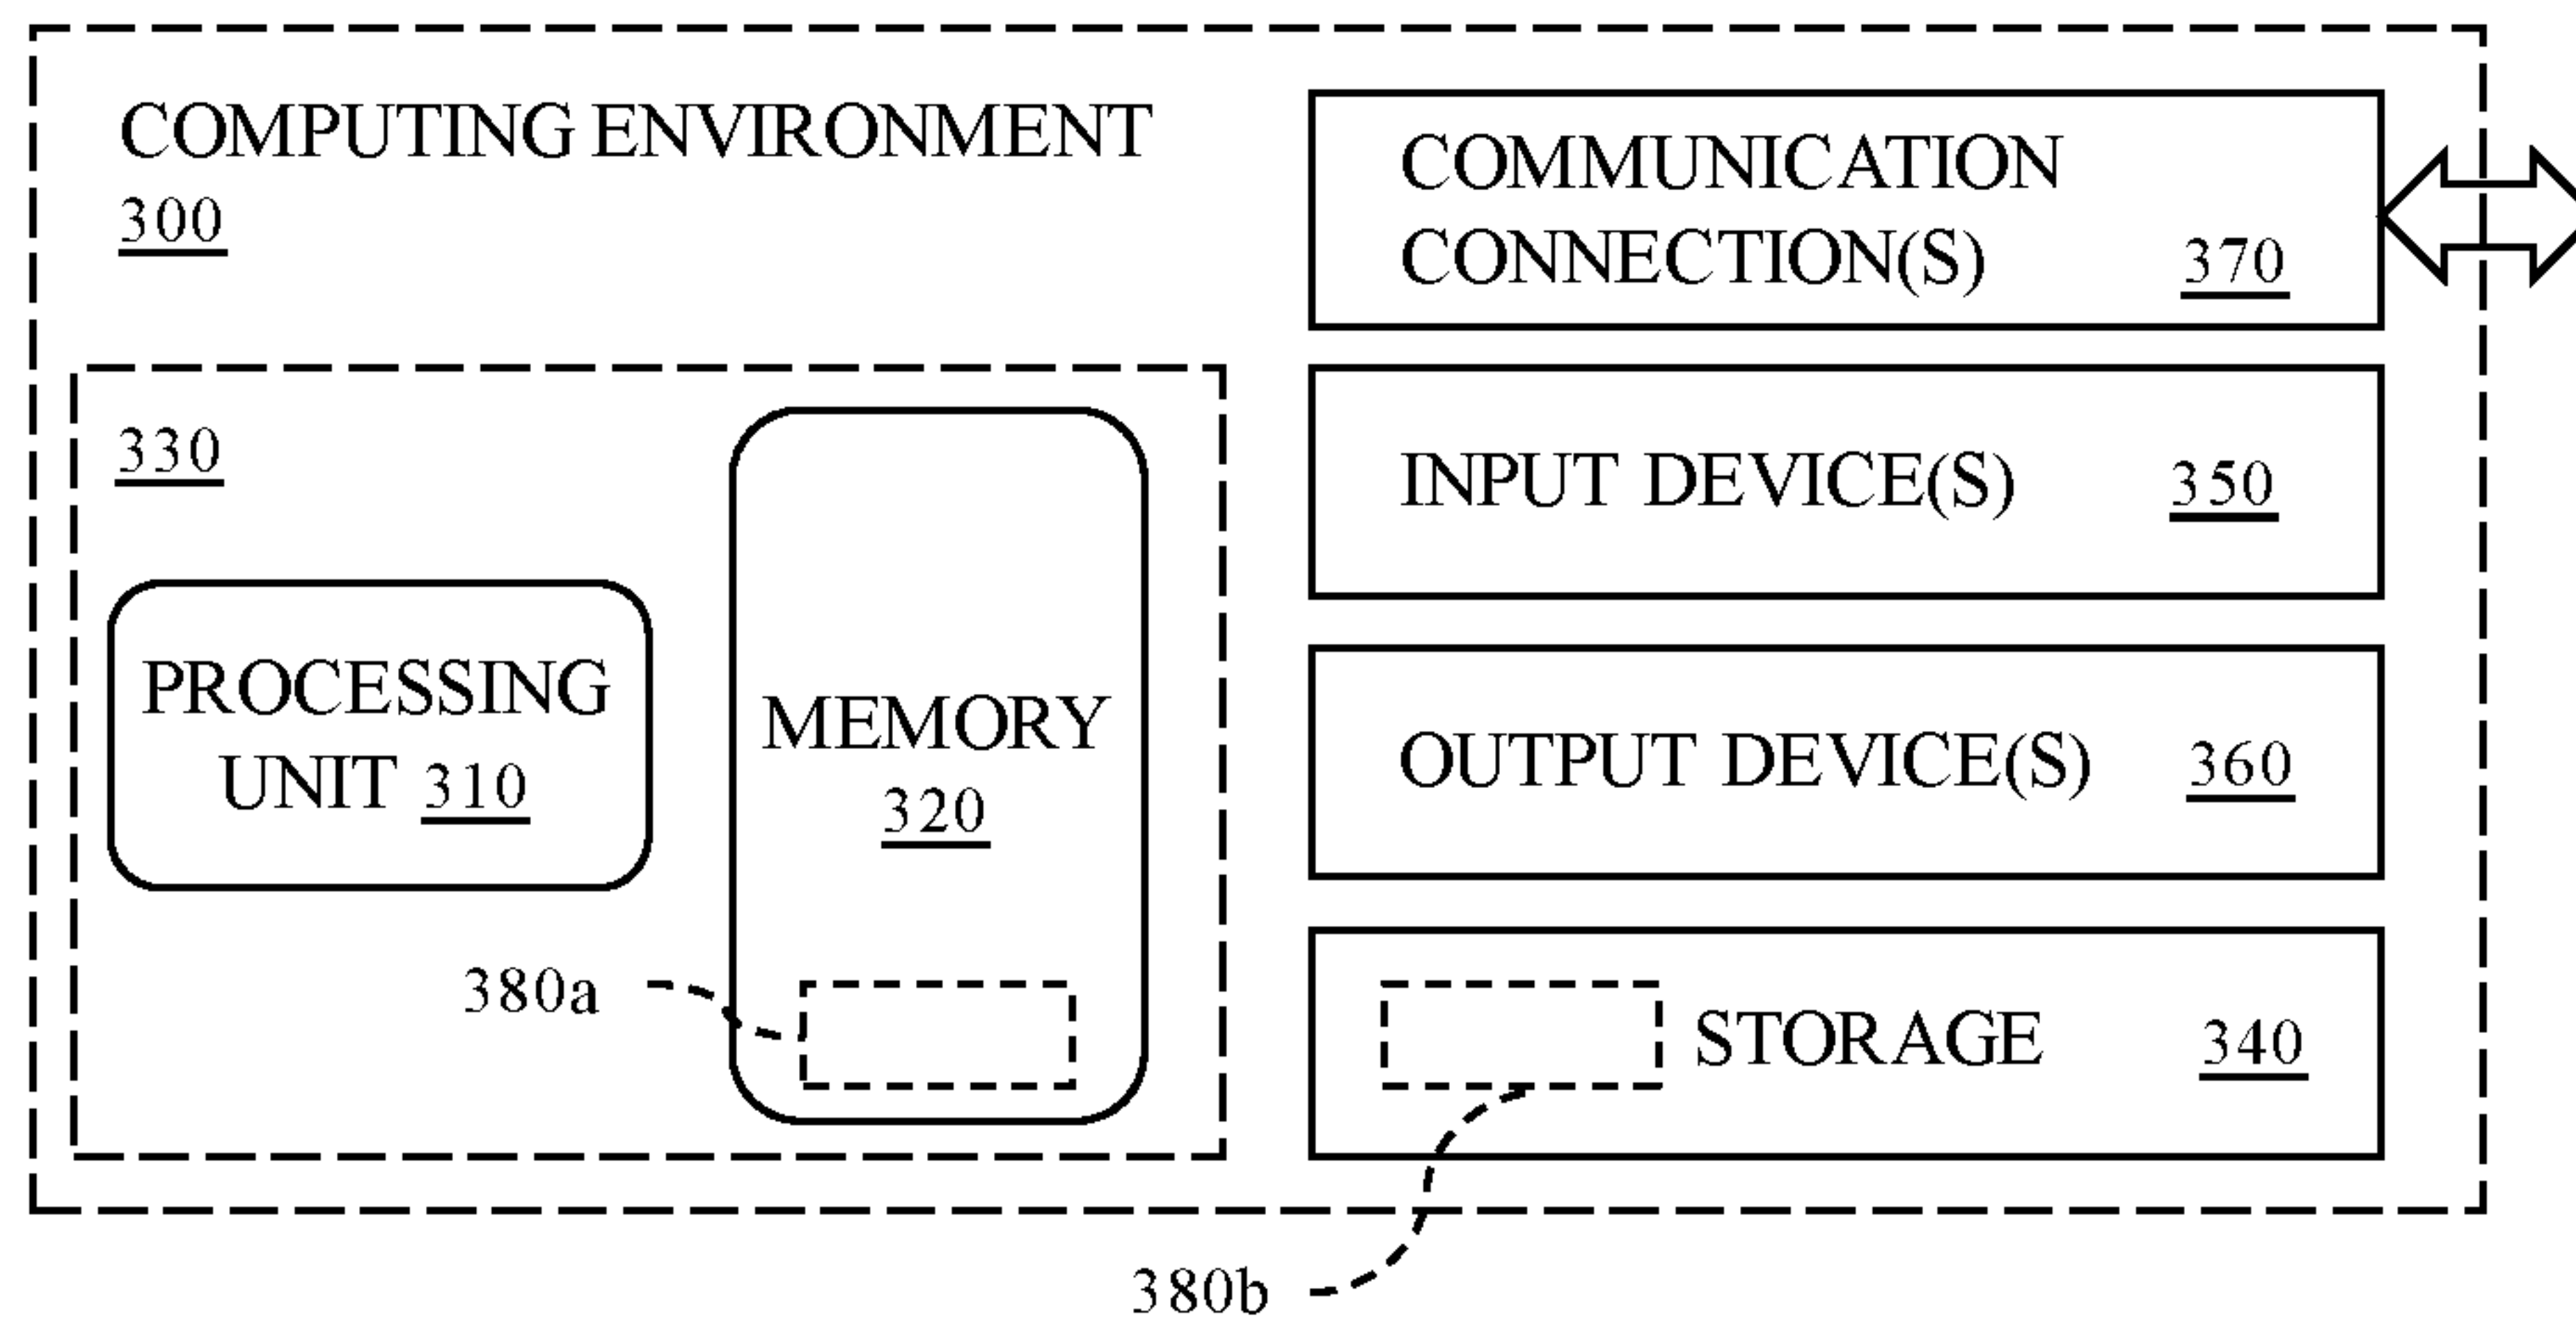 COMPUTING ENVIRONMENT
300
330
PROCESSING
UNIT 310
MEMORY
320
380a
COMMUNICATION
CONNECTION(S) 370
INPUT DEVICE(S) 350
OUTPUT DEVICE(S) 360
STORAGE 340
380b